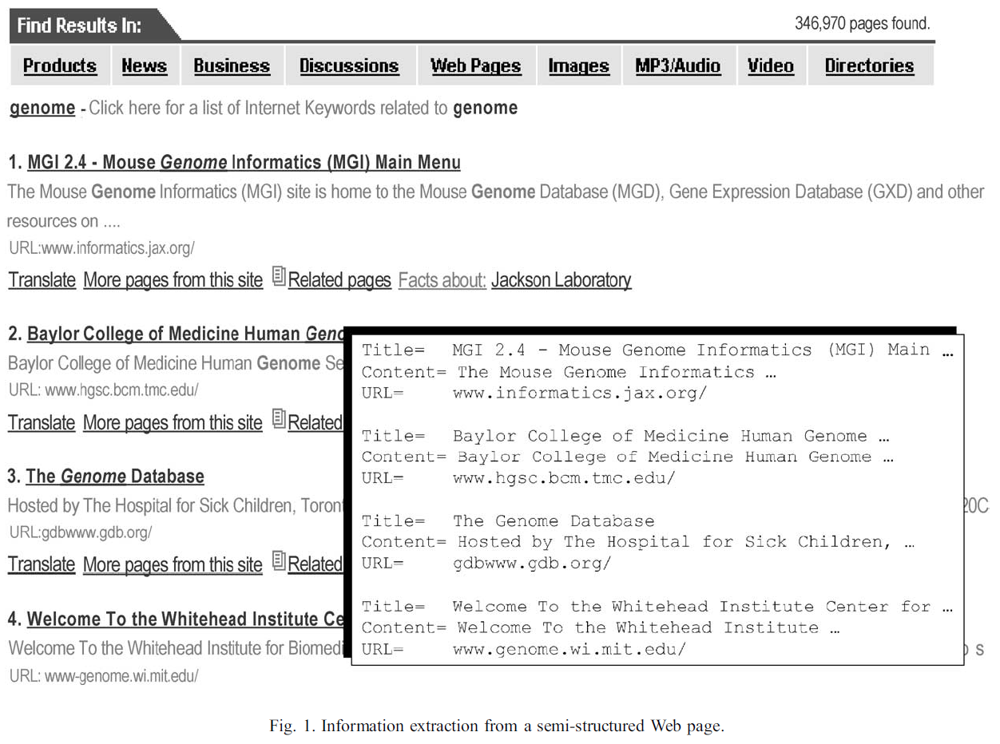 Find Results In:
346,970 pages found.
Products News Business Discussions Web Pages Images MP3/Audio Video Directories
genome - Click here for a list of Internet Keywords related to genome
1. MGI 2.4 - Mouse Genome Informatics (MGI) Main Menu
The Mouse Genome Informatics (MGI) site is home to the Mouse Genome Database (MGD), Gene Expression Database (GXD) and other
resources on ....
URL:www.informatics.jax.org/
Translate More pages from this site Related pages Facts about: Jackson Laboratory
2. Baylor College of Medicine Human
Baylor College of Medicine Human Genome Se
URL: www.hgsc.bcm.tmc.edu/
Translate More pages from this site Related
3. The Genome Database
Hosted by The Hospital for Sick Children, Toron
URL:gdbwww.gdb.org/
Translate More pages from this site Related
4. Welcome To the Whitehead Institute Ce
Welcome To the Whitehead Institute for Biomedi
URL: www-genome.wi.mit.edu/
Title= MGI 2.4 - Mouse Genome Informatics (MGI) Main ...
Content= The Mouse Genome Informatics ...
URL= www.informatics.jax.org/
Title= Baylor College of Medicine Human Genome ...
Content= Baylor College of Medicine Human Genome ...
URL= www.hgsc.bcm.tmc.edu/
Title= The Genome Database
Content= Hosted by The Hospital for Sick Children, ...
URL= gdbwww.gdb.org/
Title= Welcome To the Whitehead Institute Center for ...
Content= Welcome To the Whitehead Institute ...
URL= www.genome.wi.mit.edu/
Fig. 1. Information extraction from a semi-structured Web page.